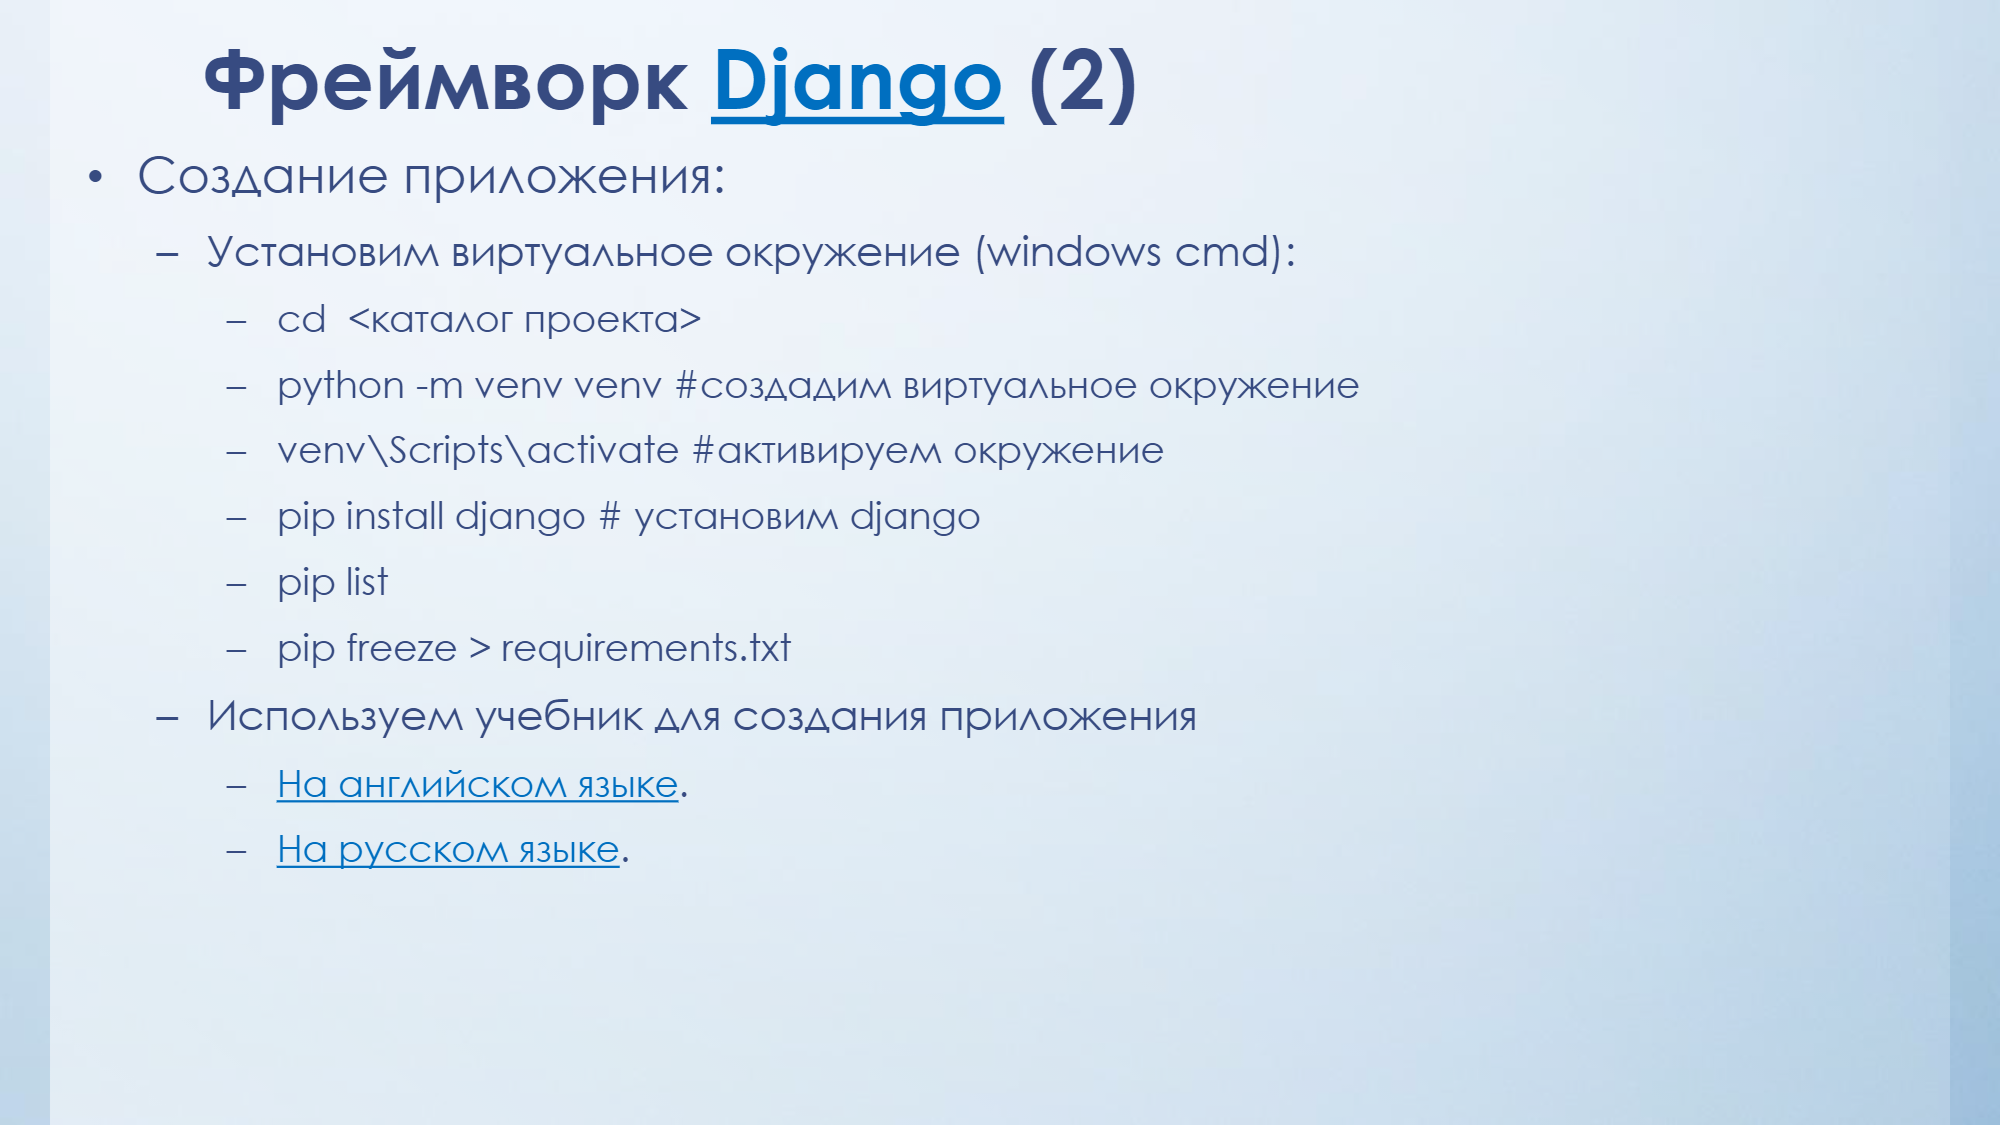 Фреймворк Django (2)
• Создание приложения:
– Установим виртуальное окружение (windows cmd):
– cd  <каталог проекта>
– python -m venv venv #создадим виртуальное окружение
– venv\Scripts\activate #активируем окружение
– pip install django # установим django
– pip list
– pip freeze > requirements.txt
– Используем учебник для создания приложения
– На английском языке.
– На русском языке.